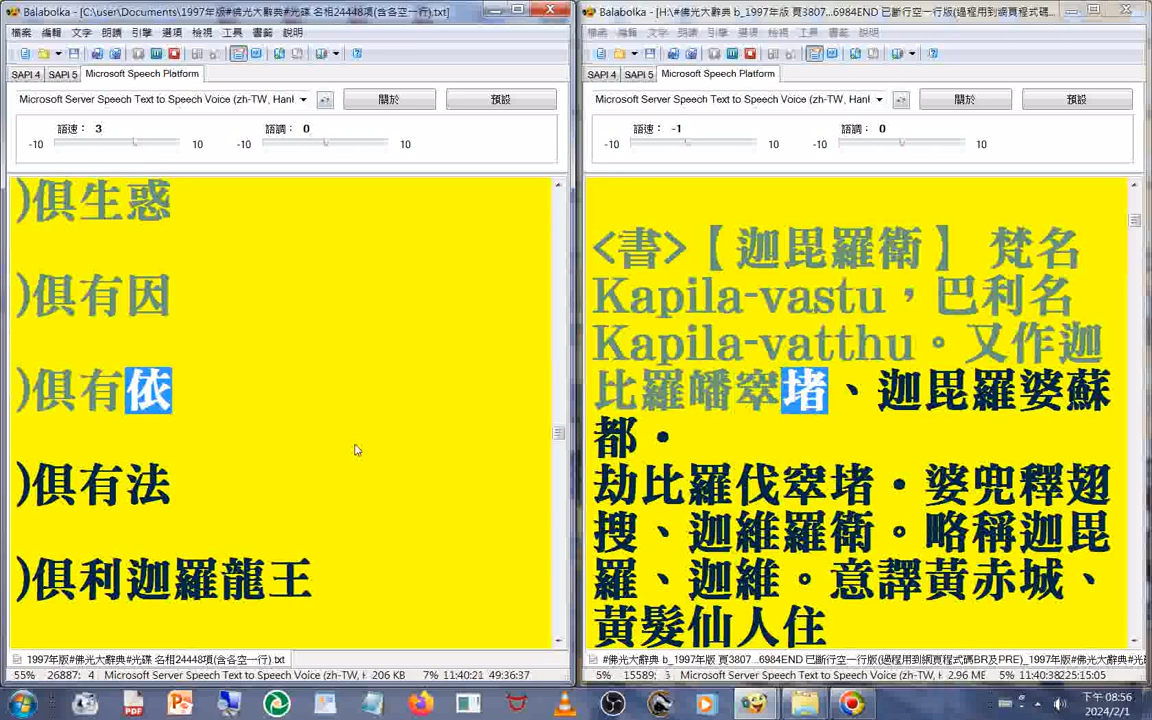 Balabolka - [C:\user\Documents\1997年版#佛光大辭典#光碟 名相24448項(含各空一行).txt]
檔案 編輯 文字 朗讀 引擎 選項 檢視 工具 書籤 說明
SAPI 4 SAPI 5 Microsoft Speech Platform
Microsoft Server Speech Text to Speech Voice (zh-TW, Hanl
關於
預設
語速： 3
語調： 0
-10 10 -10 10
)俱生惑
)俱有因
)俱有依
)俱有法
)俱利迦羅龍王
1997年版#佛光大辭典#光碟 名相24448項(含各空一行).txt
55% 26887: 4 Microsoft Server Speech Text to Speech Voice (zh-TW, H 206 KB 7% 11:40:21 49:36:37
Balabolka - [H:\#佛光大辭典 b_1997年版 頁3807...6984END 已斷行空一行版(過程用到網頁程式碼...
檔案 編輯 文字 朗讀 引擎 選項 檢視 工具 書籤 說明
SAPI 4 SAPI 5 Microsoft Speech Platform
Microsoft Server Speech Text to Speech Voice (zh-TW, Hanl
關於
預設
語速： -1
語調： 0
-10 10 -10 10
<書>【迦毘羅衛】 梵名
Kapila-vastu，巴利名
Kapila-vatthu。又作迦
比羅皤窣堵、迦毘羅婆蘇
都・
劫比羅伐窣堵・婆兜釋翅
搜、迦維羅衛。略稱迦毘
羅、迦維。意譯黃赤城、
黃髮仙人住
#佛光大辭典 b_1997年版 頁3807...6984END 已斷行空一行版(過程用到網頁程式碼BR及PRE)_1997年版#光
5% 15589: 3 Microsoft Server Speech Text to Speech Voice (zh-TW, H 2.96 ME 5% 11:40:38 225:15:05
下午 08:56
2024/2/1